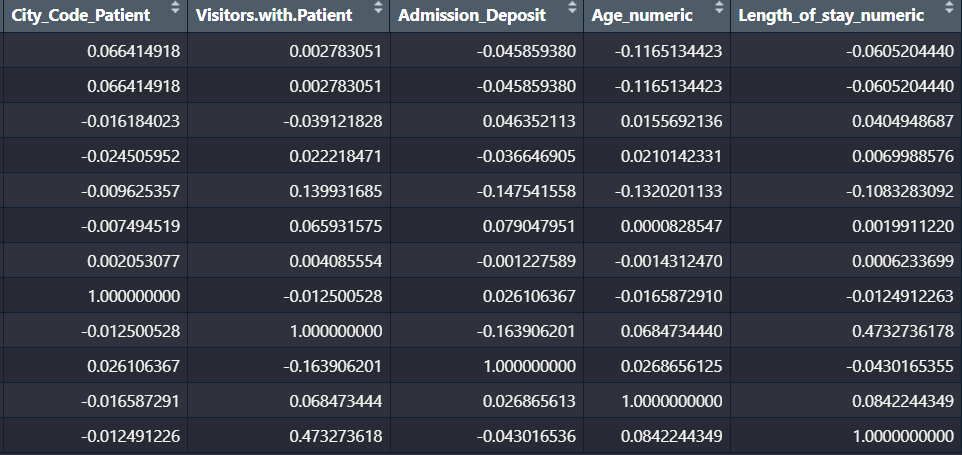 City_Code_Patient Visitors.with.Patient Admission_Deposit Age_numeric Length_of_stay_numeric
0.066414918 0.002783051 -0.045859380 -0.1165134423 -0.0605204440
0.066414918 0.002783051 -0.045859380 -0.1165134423 -0.0605204440
-0.016184023 -0.039121828 0.046352113 0.0155692136 0.0404948687
-0.024505952 0.022218471 -0.036646905 0.0210142331 0.0069988576
-0.009625357 0.139931685 -0.147541558 -0.1320201133 -0.1083283092
-0.007494519 0.065931575 0.079047951 0.0000828547 0.0019911220
0.002053077 0.004085554 -0.001227589 -0.0014312470 0.0006233699
1.000000000 -0.012500528 0.026106367 -0.0165872910 -0.0124912263
-0.012500528 1.000000000 -0.163906201 0.0684734440 0.4732736178
0.026106367 -0.163906201 1.000000000 0.0268656125 -0.0430165355
-0.016587291 0.068473444 0.026865613 1.0000000000 0.0842244349
-0.012491226 0.473273618 -0.043016536 0.0842244349 1.0000000000